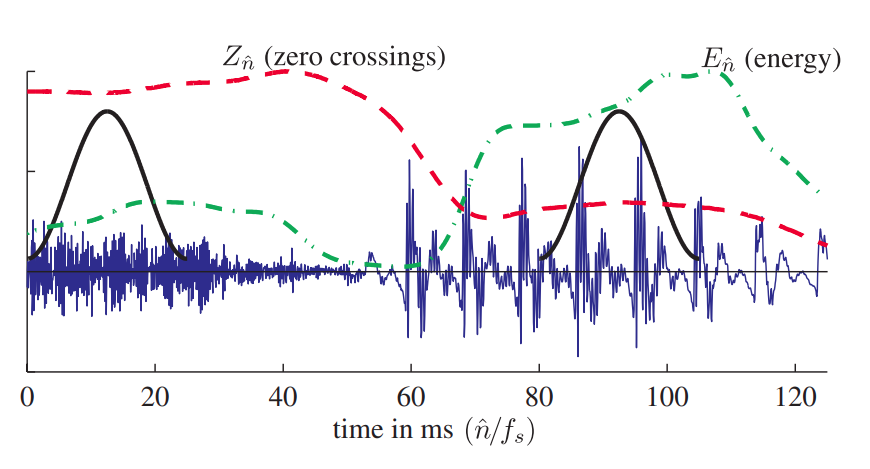 Z_n̂ (zero crossings) E_n̂ (energy)
0 20 40 60 80 100 120
time in ms (n̂/f_s)